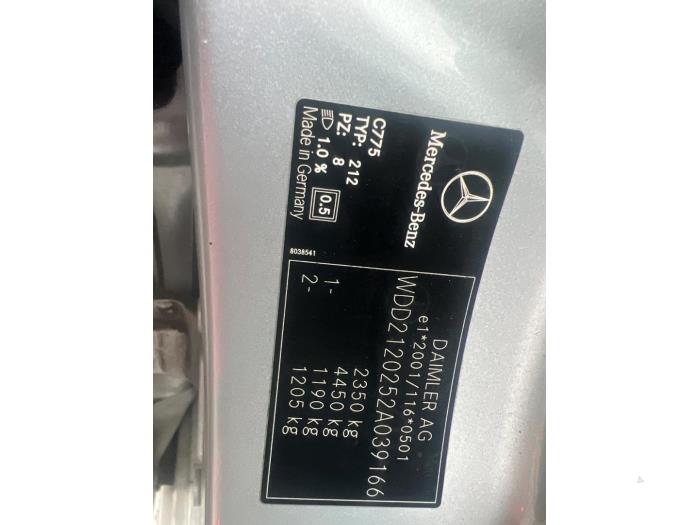 Mercedes-Benz
C775
TYP: 212
PZ: 8
1.0 % 0.5
Made in Germany
8038541
DAIMLER AG
e1*2001/116*0501
WDD2120252A039166
2350 kg
4450 kg
1- 1190 kg
2- 1205 kg